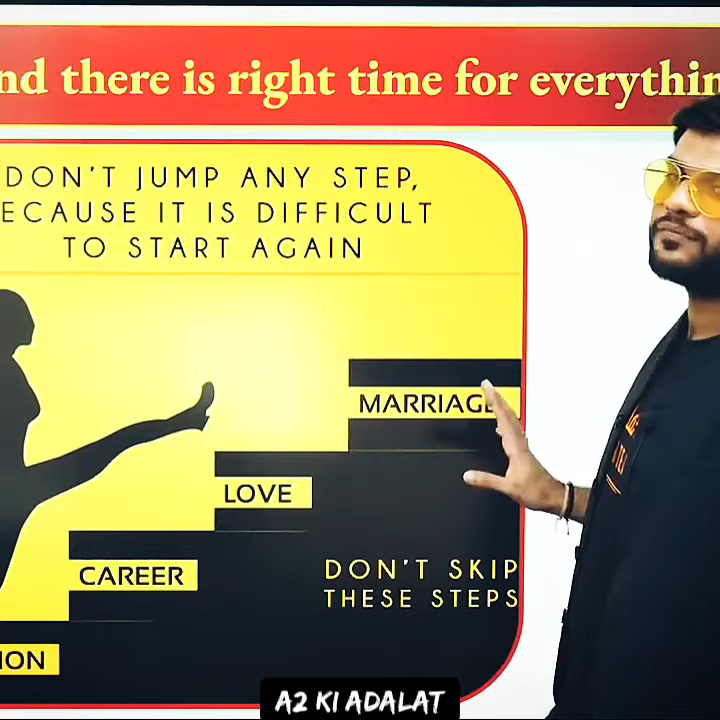 nd there is right time for everythin
DON'T JUMP ANY STEP,
ECAUSE IT IS DIFFICULT
TO START AGAIN
MARRIAGE
LOVE
CAREER
ION
DON'T SKIP
THESE STEPS
A2 KI ADALAT